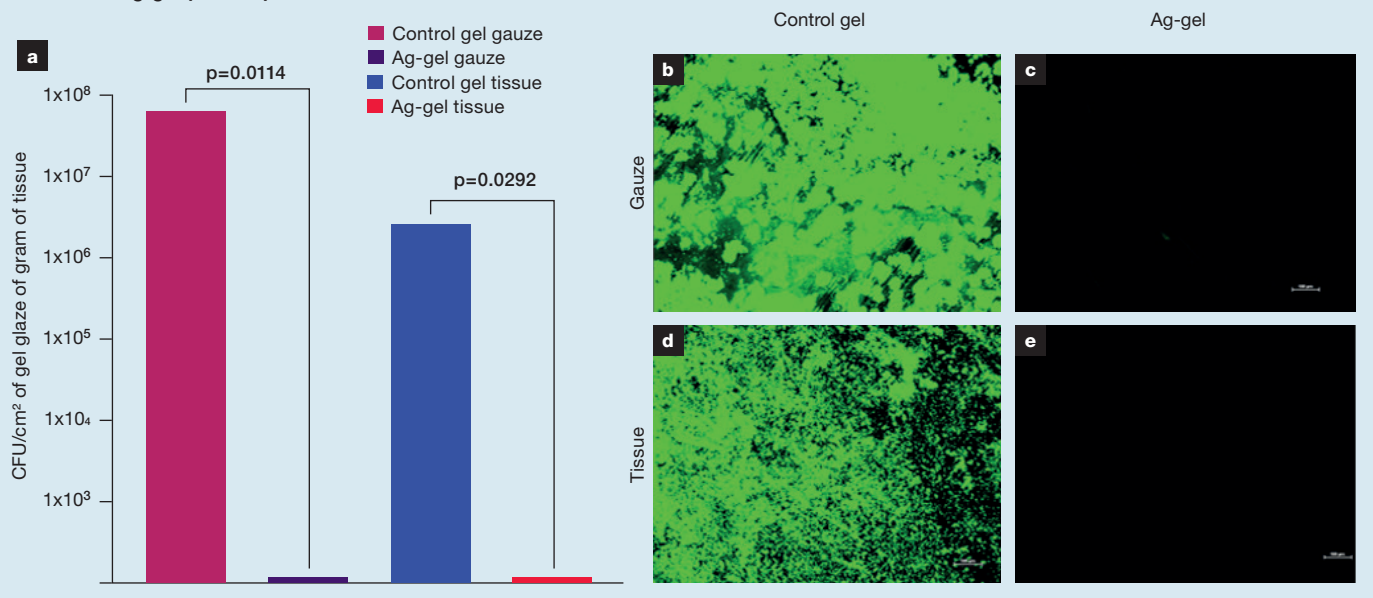 Control gel
Ag-gel
a
Control gel gauze
Ag-gel gauze
Control gel tissue
Ag-gel tissue
p=0.0114
p=0.0292
1x10⁸
1x10⁷
1x10⁶
1x10⁵
1x10₄
1x10³
CFU/cm² of gel glaze of gram of tissue
Gauze
b
c
Tissue
d
e